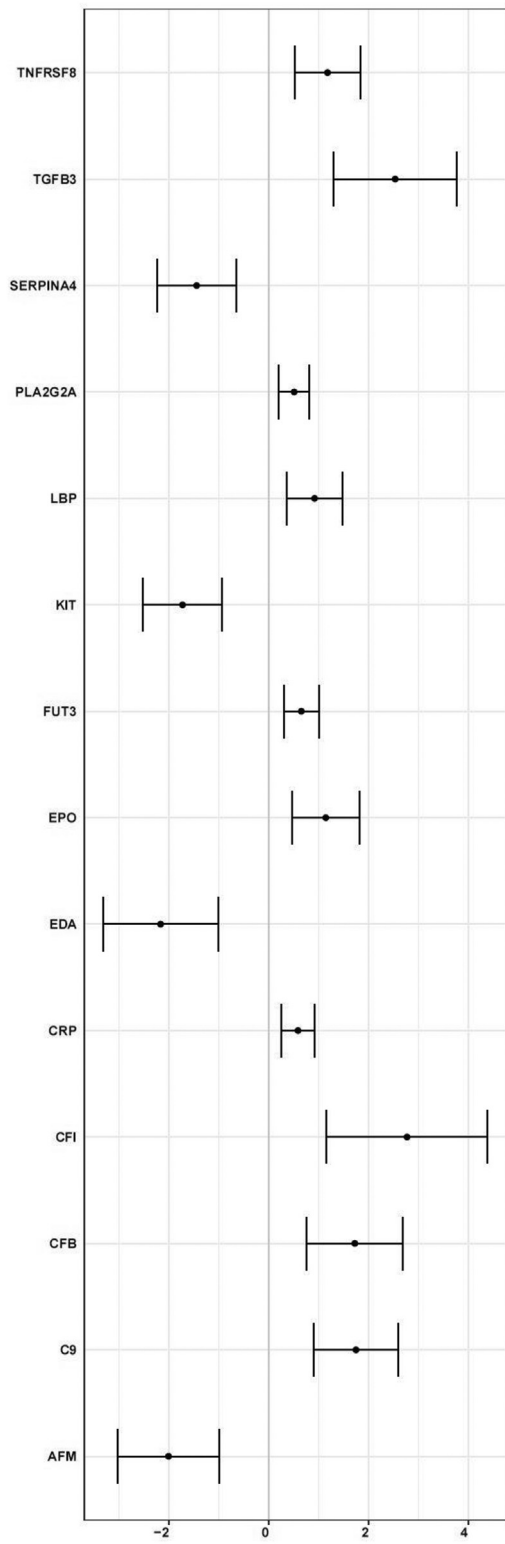 TNFRSF8
TGFB3
SERPINA4
PLA2G2A
LBP
KIT
FUT3
EPO
EDA
CRP
CFI
CFB
C9
AFM
−2 0 2 4